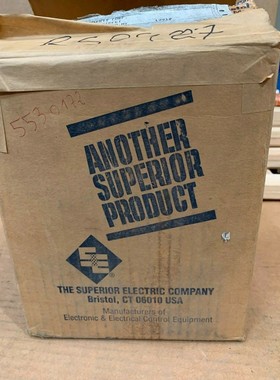 ANOTHER
SUPERIOR
PRODUCT
THE SUPERIOR ELECTRIC COMPANY
Bristol, CT 06010 USA
Manufacturers of
Electronic & Electrical Control Equipment